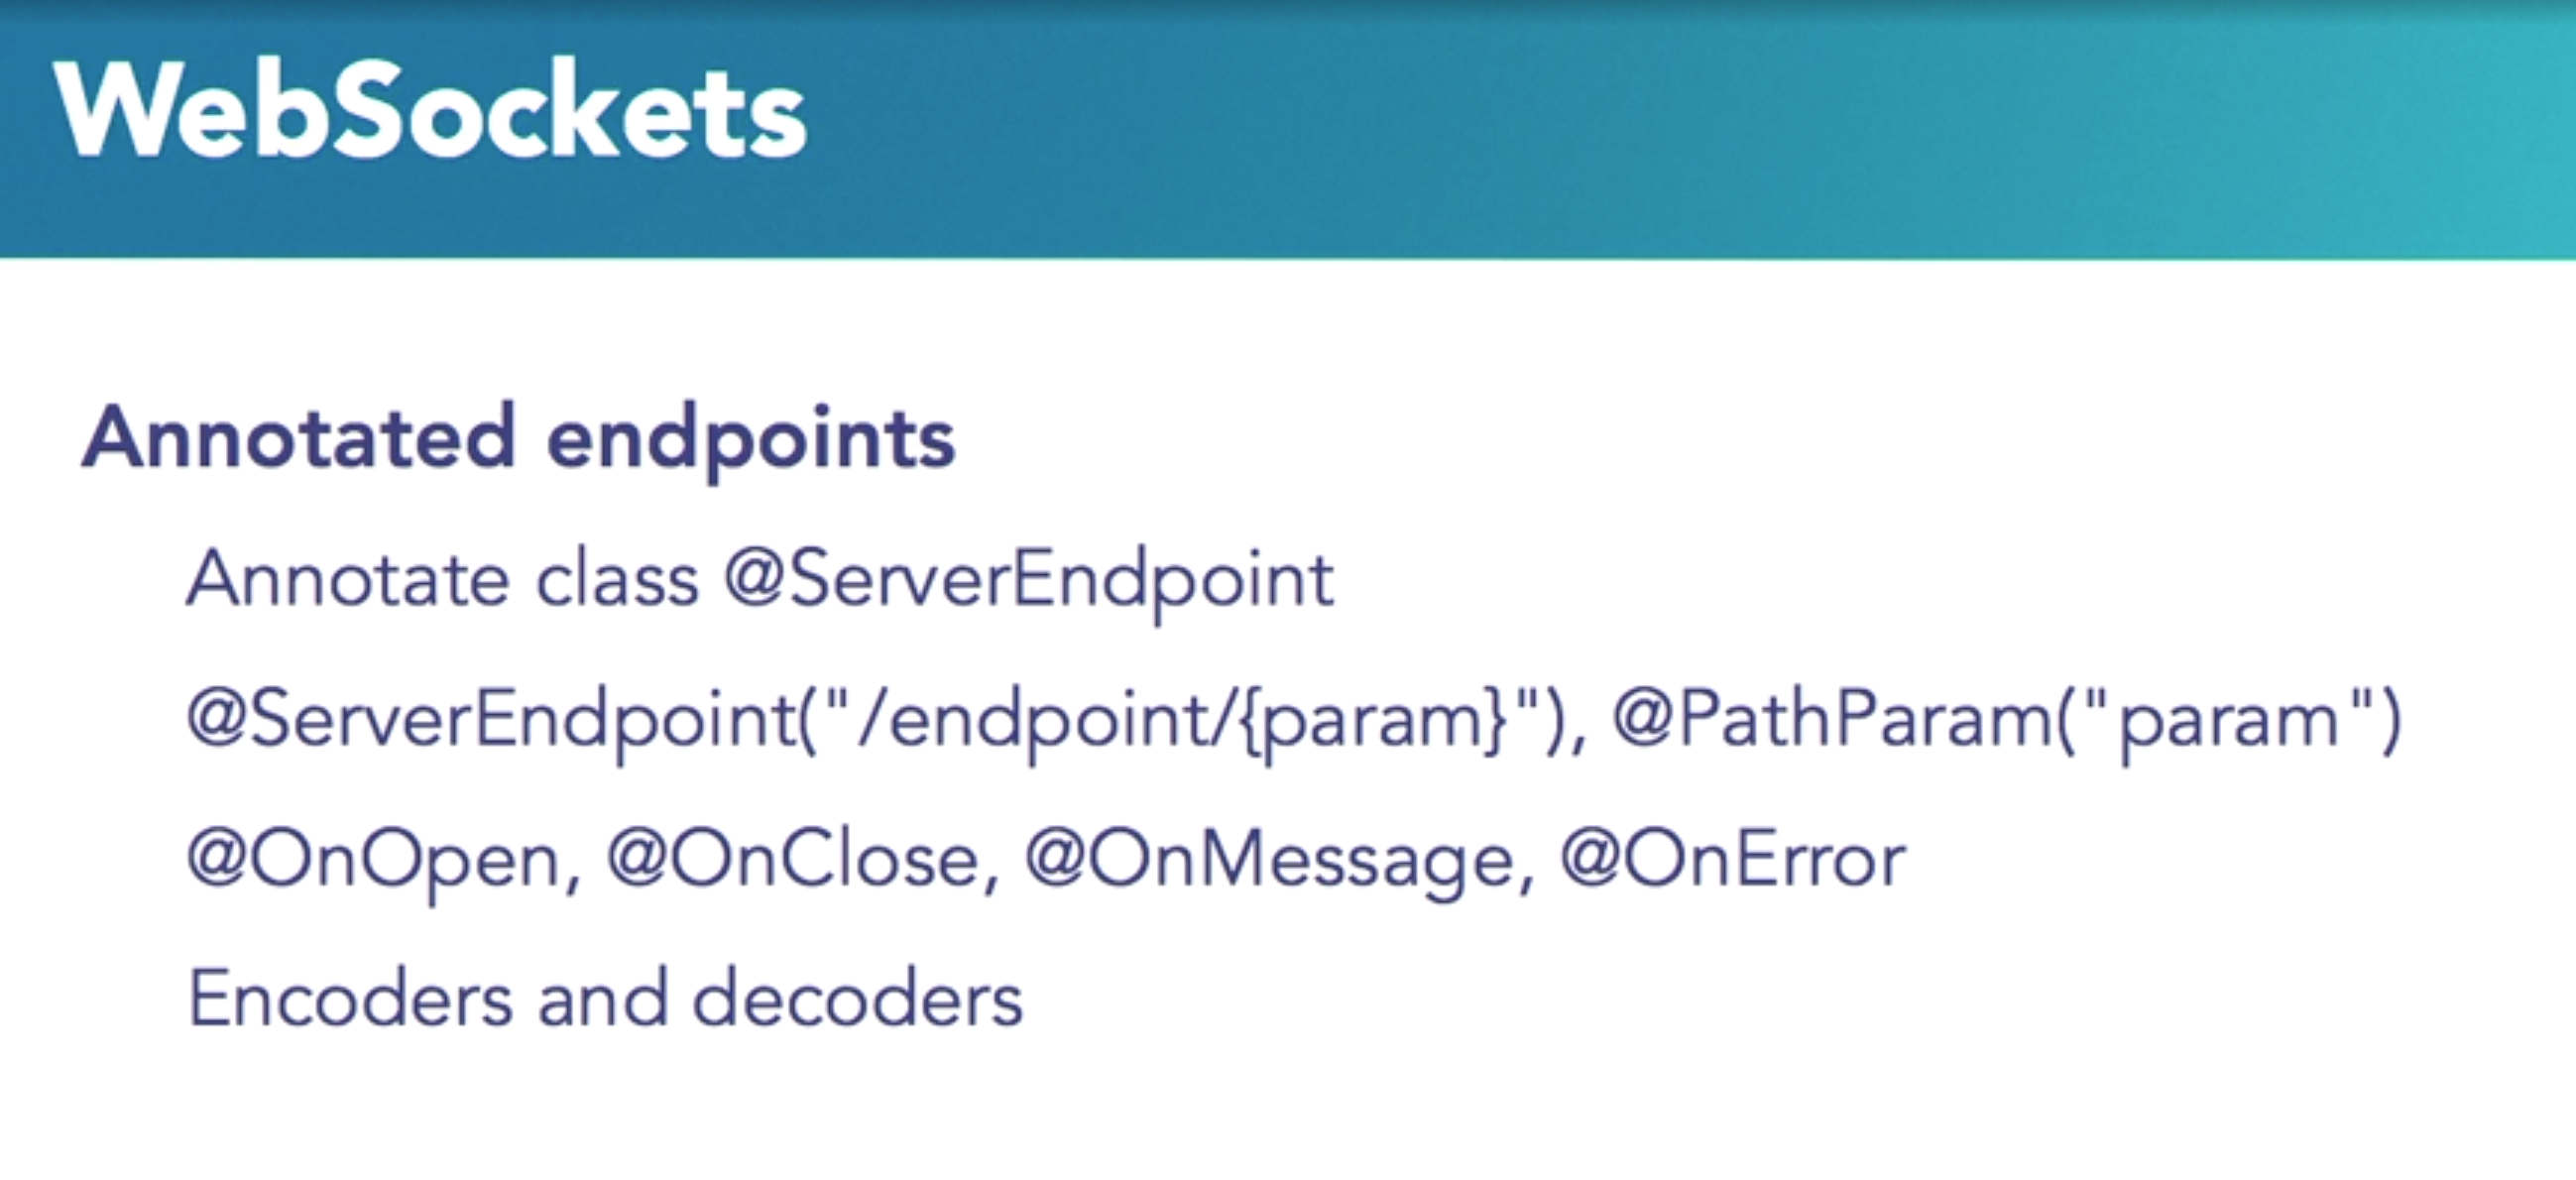 WebSockets
Annotated endpoints
Annotate class @ServerEndpoint
@ServerEndpoint("/endpoint/{param}"), @PathParam("param")
@OnOpen, @OnClose, @OnMessage, @OnError
Encoders and decoders